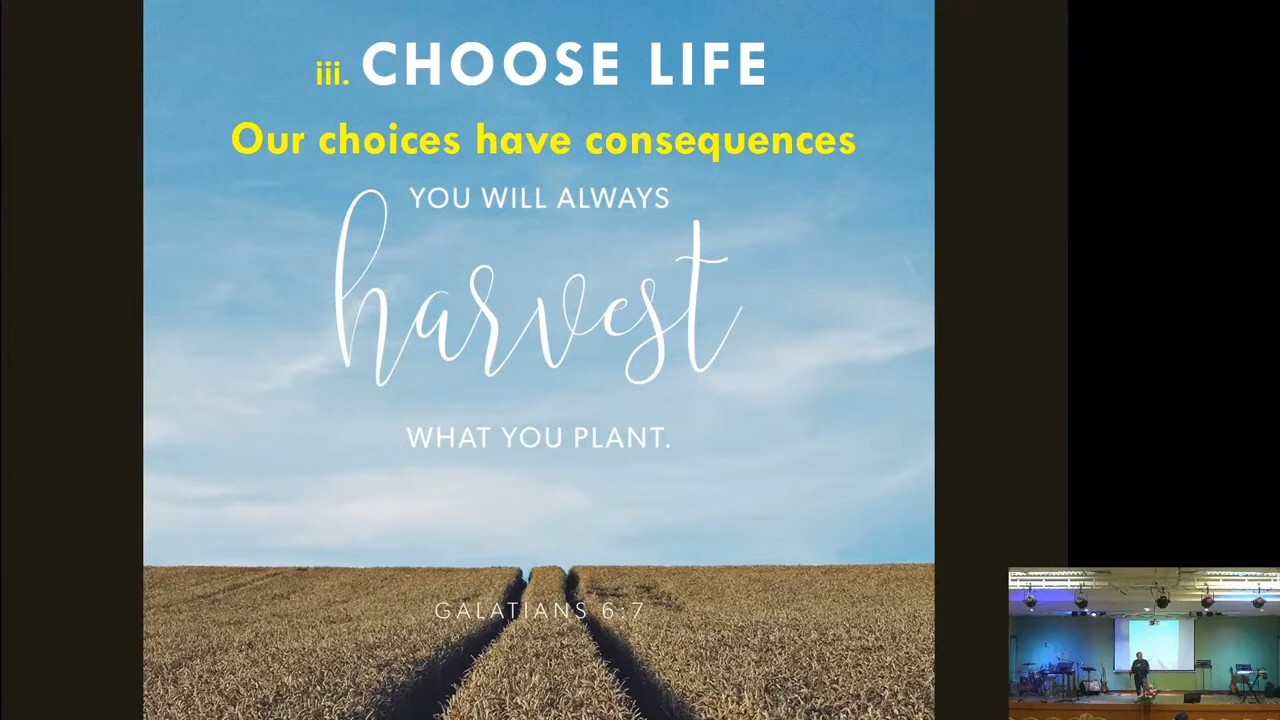 iii. CHOOSE LIFE
Our choices have consequences
YOU WILL ALWAYS
harvest
WHAT YOU PLANT.
GALATIANS 6:7